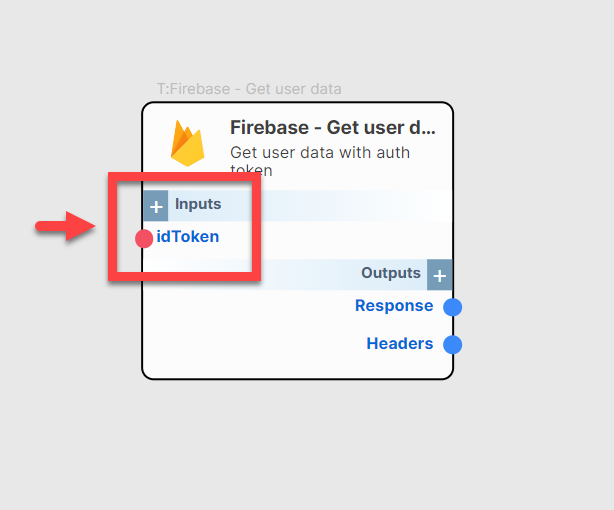 T:Firebase - Get user data
Firebase - Get user d...
Get user data with auth
token
+ Inputs
idToken
Outputs +
Response
Headers